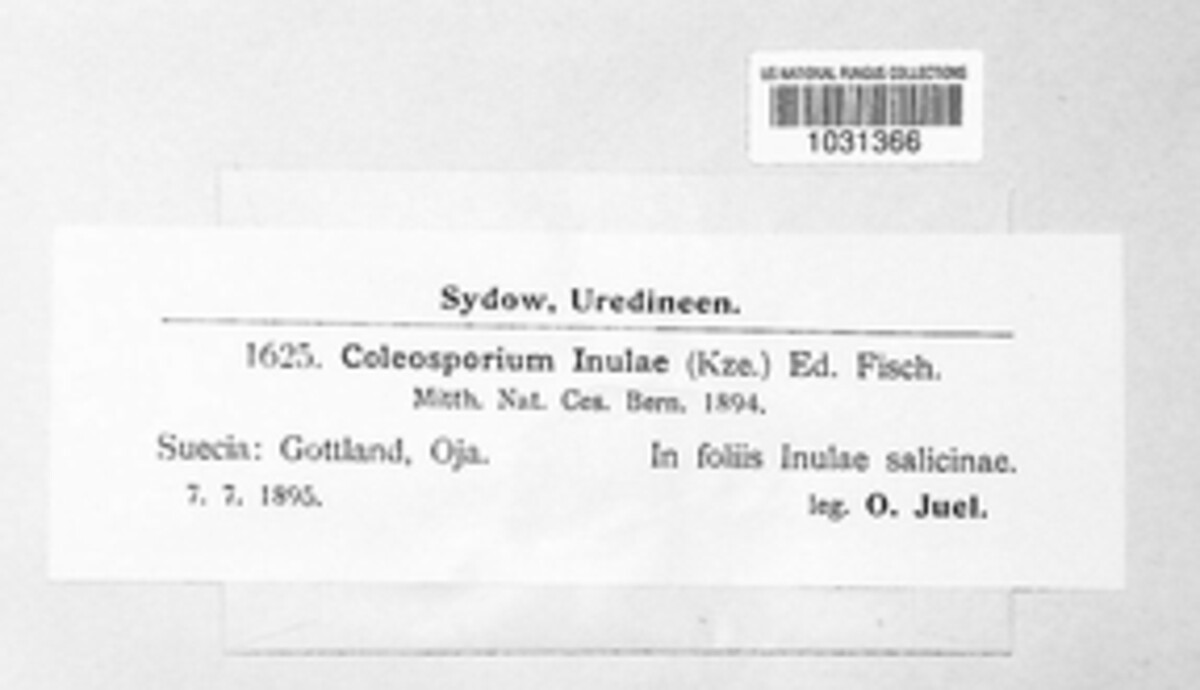 US NATIONAL FUNGUS COLLECTIONS
1031366
Sydow, Uredineen.
1625. Coleosporium Inulae (Kze.) Ed. Fisch.
Mitth. Nat. Ges. Bern. 1894.
Suecia: Gottland, Oja. In foliis Inulae salicinae.
7. 7. 1895. leg. O. Juel.